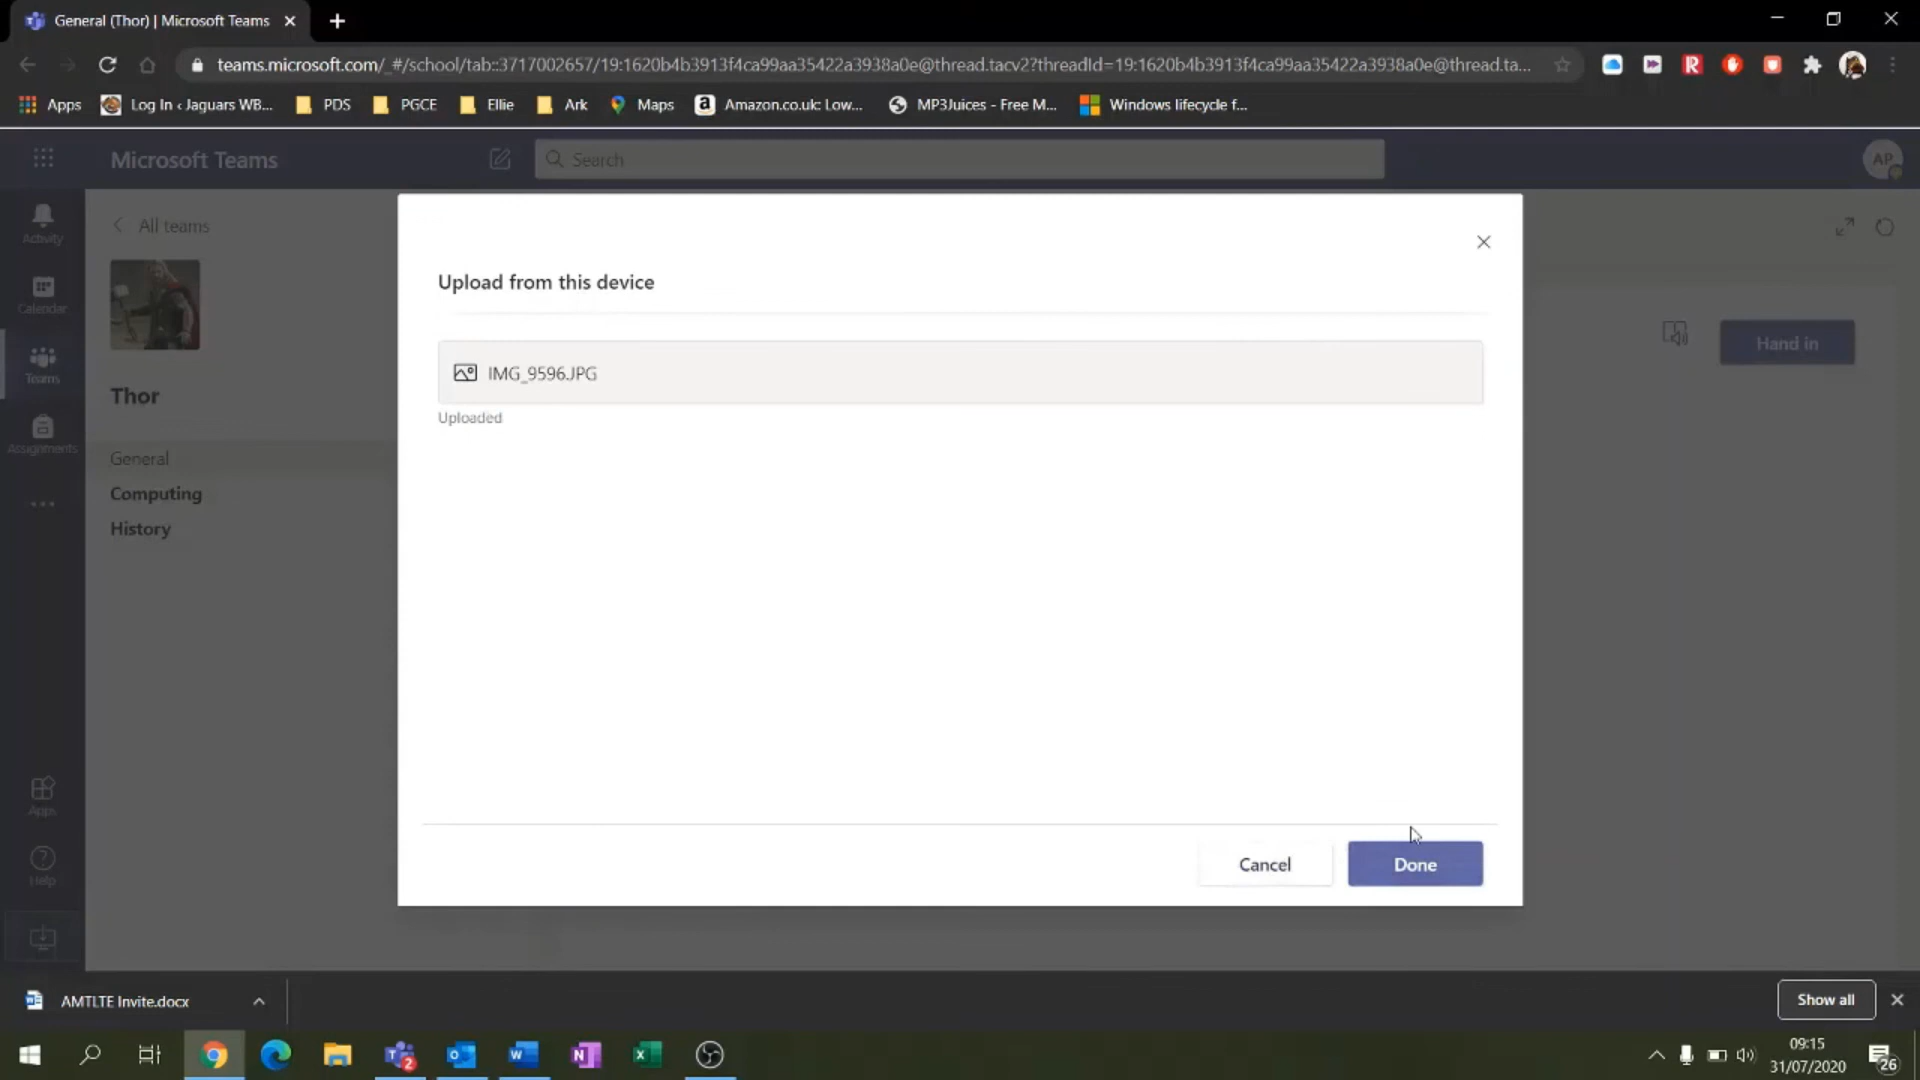 General (Thor) | Microsoft Teams
teams.microsoft.com/_#/school/tab::3717002657/19:1620b4b3913f4ca99aa35422a3938a0e@thread.tacv2?threadId=19:1620b4b3913f4ca99aa35422a3938a0e@thread.ta...
Apps
Log In ‹ Jaguars WB...
PDS
PGCE
Ellie
Ark
Maps
Amazon.co.uk: Low...
MP3Juices - Free M...
Windows lifecycle f...
Microsoft Teams
Search
AP
Activity
Calendar
Teams
Assignments
Apps
Help
All teams
Thor
General
Computing
History
Hand in
Upload from this device
IMG_9596.JPG
Uploaded
Cancel
Done
AMTLTE Invite.docx
Show all
2
09:15
31/07/2020
26